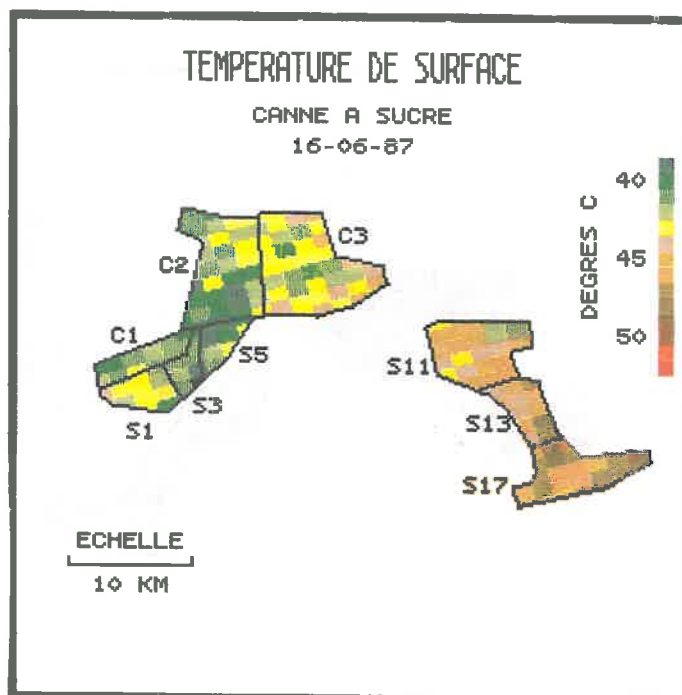 TEMPERATURE DE SURFACE
CANNE A SUCRE
16-06-87
40
45
50
DEGRES C
C2
C3
C1
S5
S3
S1
S11
S13
S17
ECHELLE
10 KM